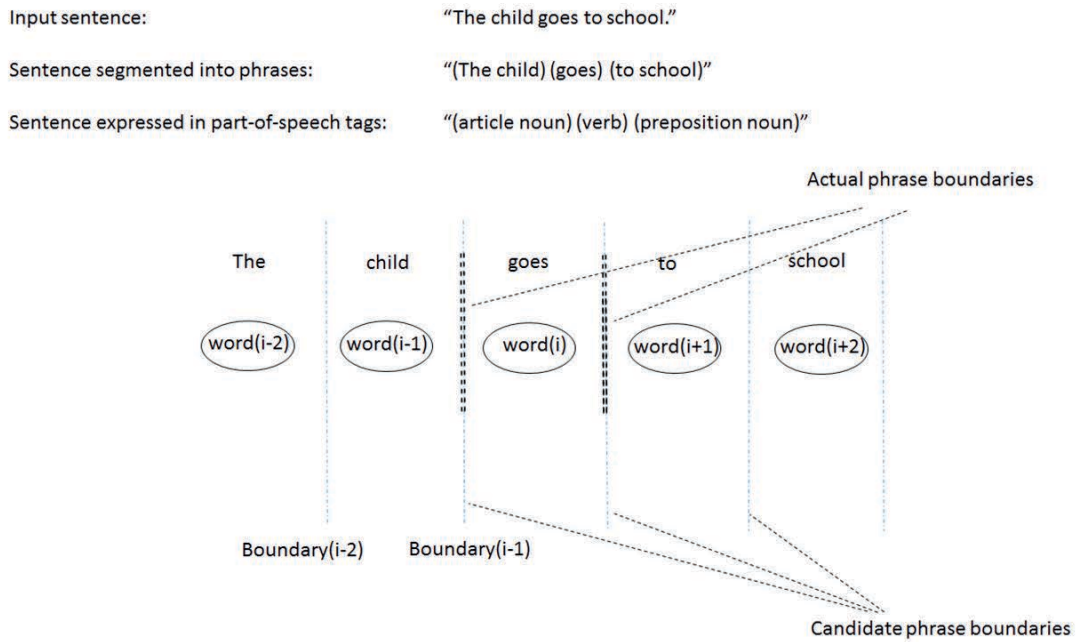 Input sentence: “The child goes to school.”
Sentence segmented into phrases: “(The child) (goes) (to school)”
Sentence expressed in part-of-speech tags: “(article noun) (verb) (preposition noun)”
Actual phrase boundaries
The child goes to school
word(i-2) word(i-1) word(i) word(i+1) word(i+2)
Boundary(i-2) Boundary(i-1)
Candidate phrase boundaries